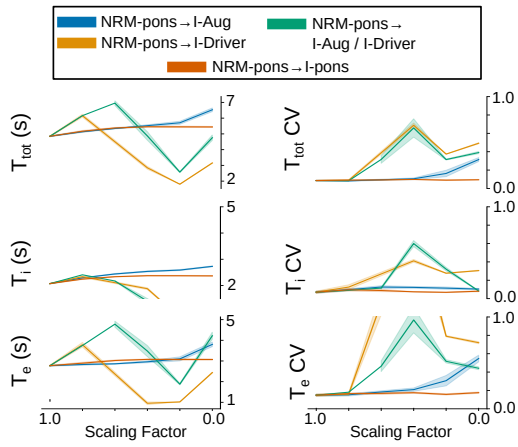 NRM-pons→I-Aug
NRM-pons→I-Driver
NRM-pons→
I-Aug / I-Driver
NRM-pons→I-pons
T_tot (s)
7
2
T_tot CV
1.0
0.0
T_i (s)
5
2
T_i CV
1.0
0.0
T_e (s)
5
1
T_e CV
1.0
0.0
1.0
0.0
Scaling Factor
1.0
0.0
Scaling Factor